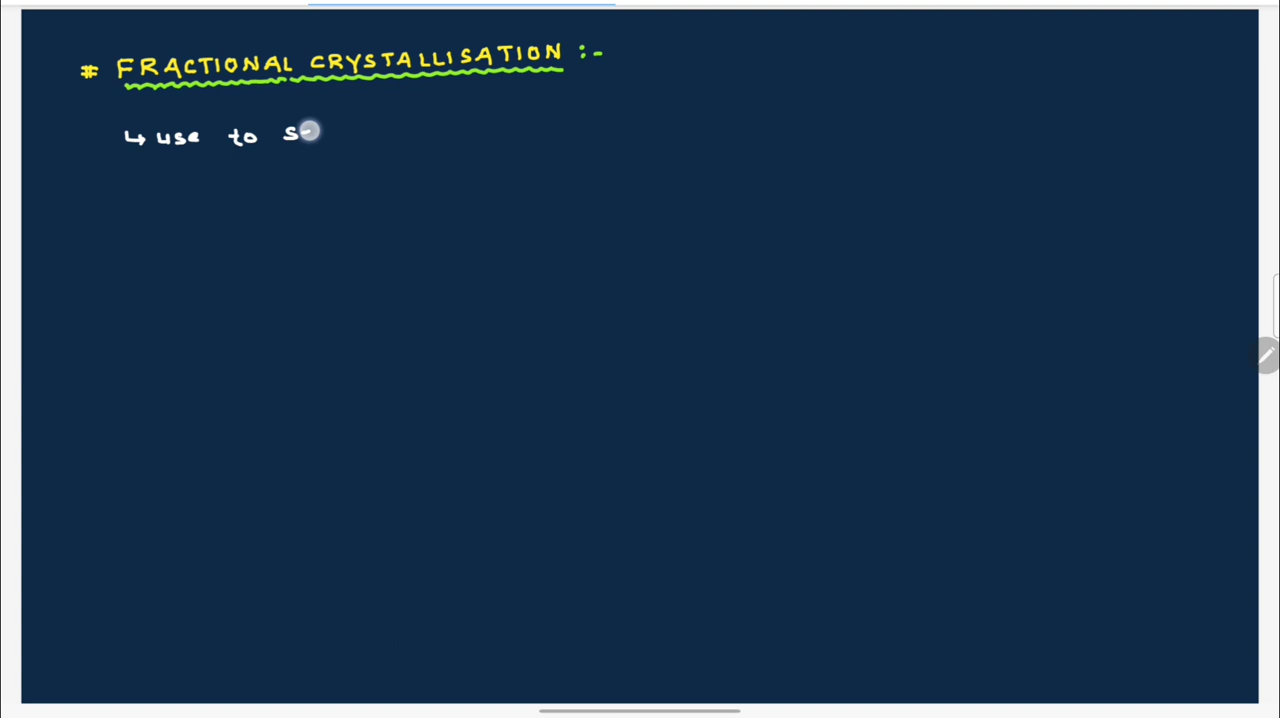 # FRACTIONAL CRYSTALLISATION :-
↳ use to